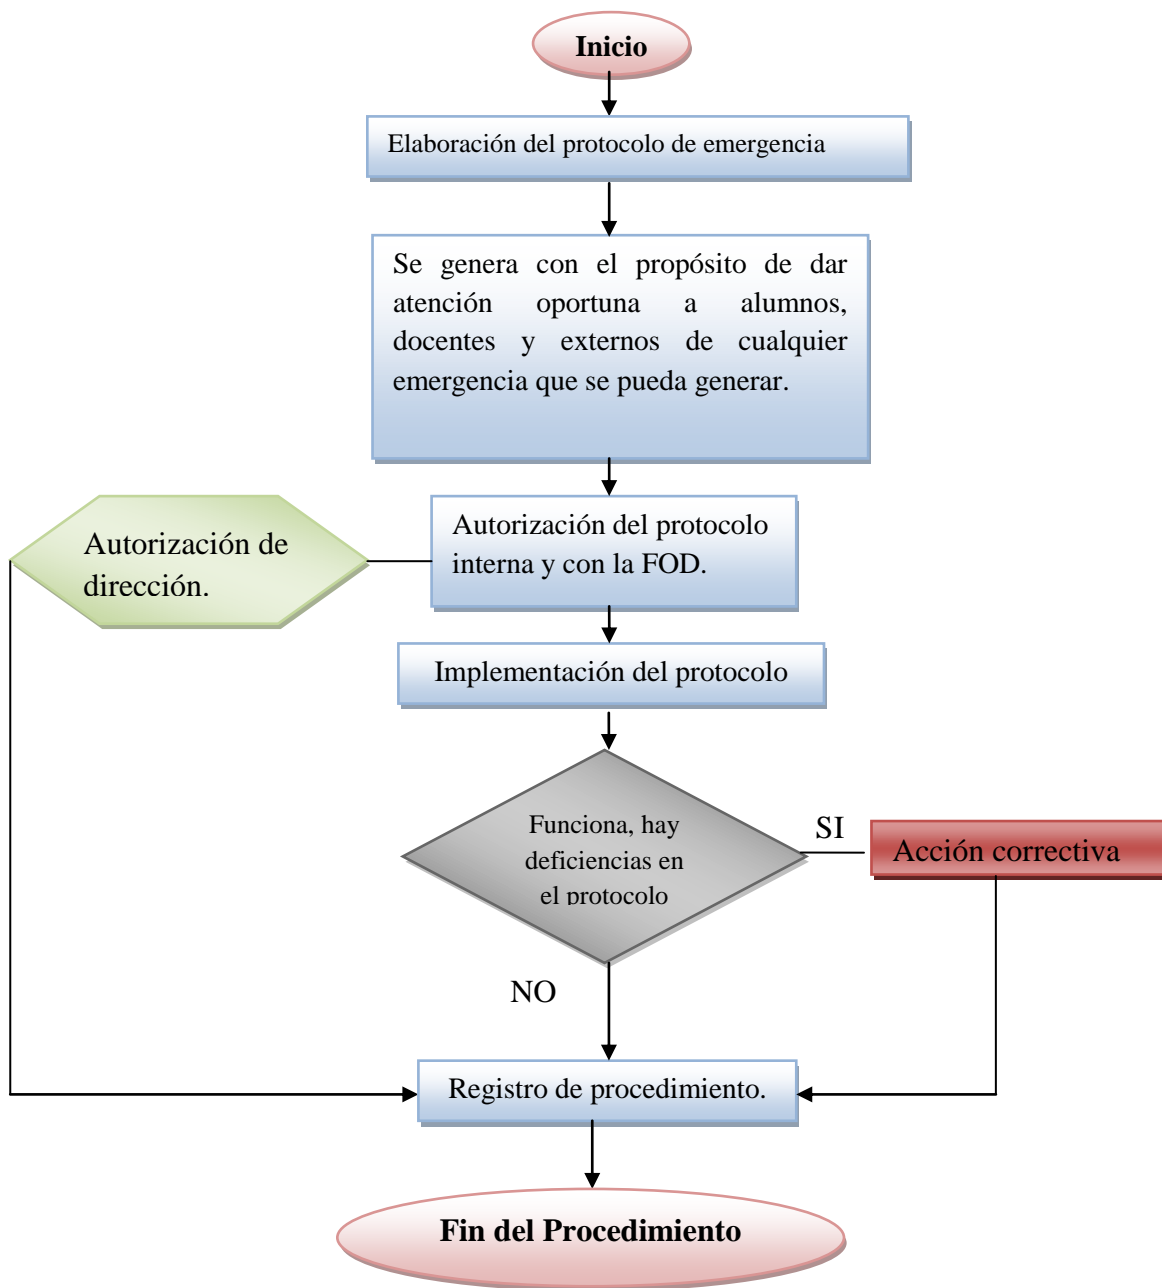 Inicio
Elaboración del protocolo de emergencia
Se genera con el propósito de dar
atención oportuna a alumnos,
docentes y externos de cualquier
emergencia que se pueda generar.
Autorización de
dirección.
Autorización del protocolo
interna y con la FOD.
Implementación del protocolo
Funciona, hay
deficiencias en
el protocolo
SI
Acción correctiva
NO
Registro de procedimiento.
Fin del Procedimiento